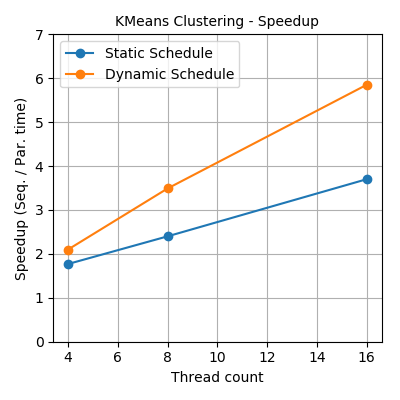 KMeans Clustering - Speedup
Static Schedule
Dynamic Schedule
Speedup (Seq. / Par. time)
7
6
5
4
3
2
1
0
4 6 8 10 12 14 16
Thread count